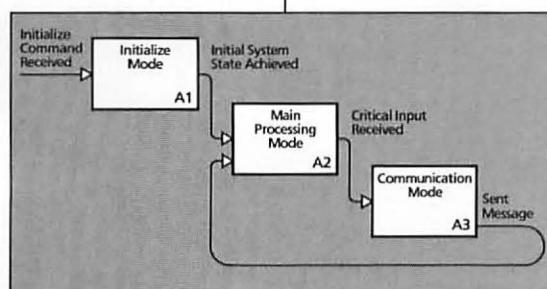 Initialize
Command
Received
Initialize
Mode
A1
Initial System
State Achieved
Main
Processing
Mode
A2
Critical Input
Received
Communication
Mode
A3
Sent
Message